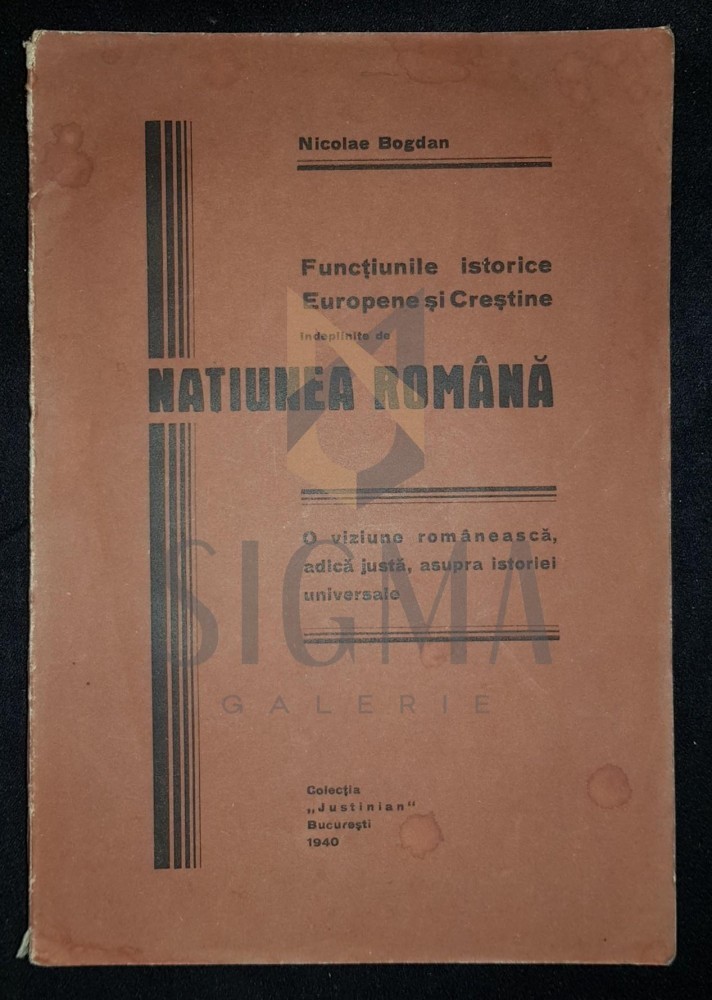 Nicolae Bogdan
Funcțiunile istorice
Europene și Creștine
îndeplinite de
NAȚIUNEA ROMÂNĂ
O viziune românească,
adică justă, asupra istoriei
universale
SIGMA
GALERIE
Colecția
„Justinian"
București
1940